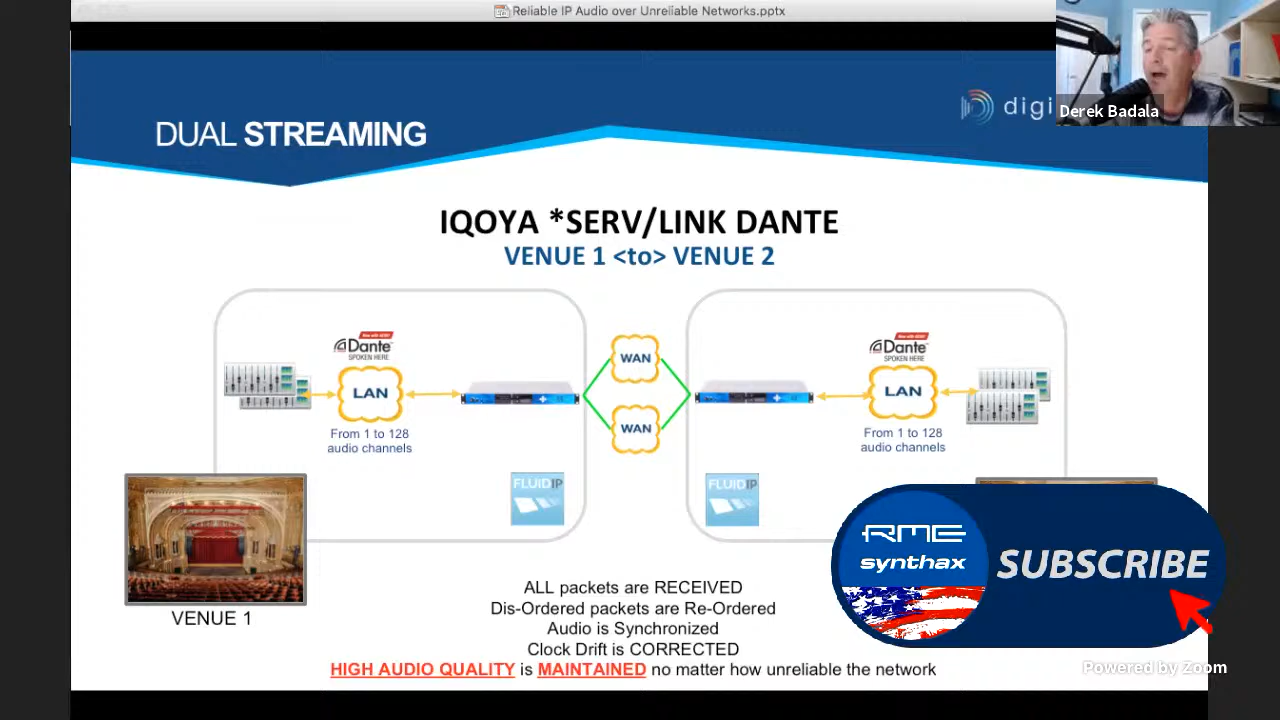 Reliable IP Audio over Unreliable Networks.pptx
DUAL STREAMING
digi
Derek Badala
IQOYA *SERV/LINK DANTE
VENUE 1 <to> VENUE 2
Dante
SPOKEN HERE
LAN
From 1 to 128
audio channels
FLUIDIP
WAN
WAN
Dante
SPOKEN HERE
LAN
From 1 to 128
audio channels
FLUIDIP
VENUE 1
ALL packets are RECEIVED
Dis-Ordered packets are Re-Ordered
Audio is Synchronized
Clock Drift is CORRECTED
HIGH AUDIO QUALITY is MAINTAINED no matter how unreliable the network
RME
synthax
SUBSCRIBE
Powered by Zoom